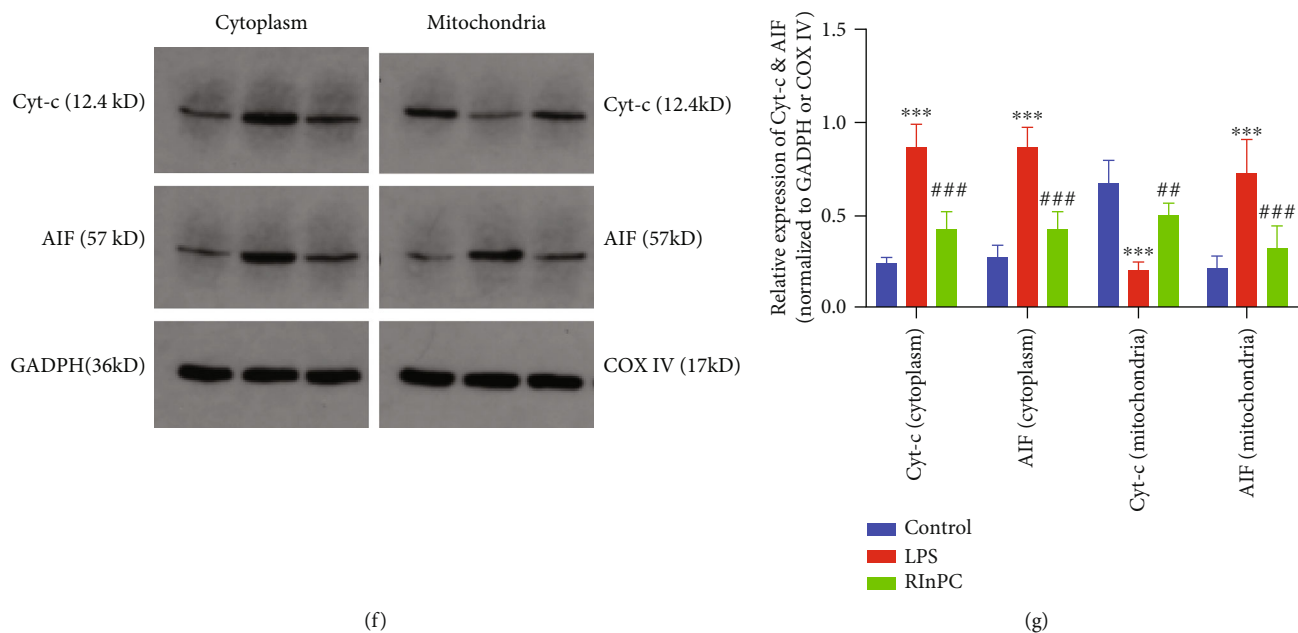 Cytoplasm
Mitochondria
Cyt-c (12.4 kD)
Cyt-c (12.4kD)
AIF (57 kD)
AIF (57kD)
GADPH(36kD)
COX IV (17kD)
(f)
Relative expression of Cyt-c & AIF
(normalized to GADPH or COX IV)
1.5
1.0
0.5
0.0
***
###
***
###
***
##
***
###
Cyt-c (cytoplasm)
AIF (cytoplasm)
Cyt-c (mitochondria)
AIF (mitochondria)
Control
LPS
RInPC
(g)